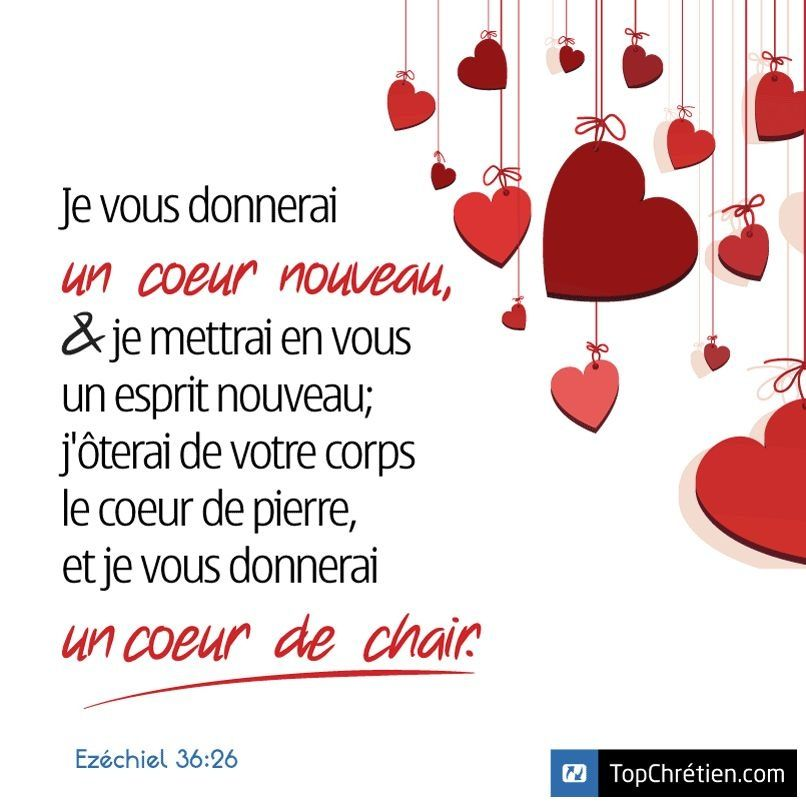 Je vous donnerai
un coeur nouveau,
& je mettrai en vous
un esprit nouveau;
j'ôterai de votre corps
le coeur de pierre,
et je vous donnerai
un coeur de chair.
Ezéchiel 36:26
TopChrétien.com